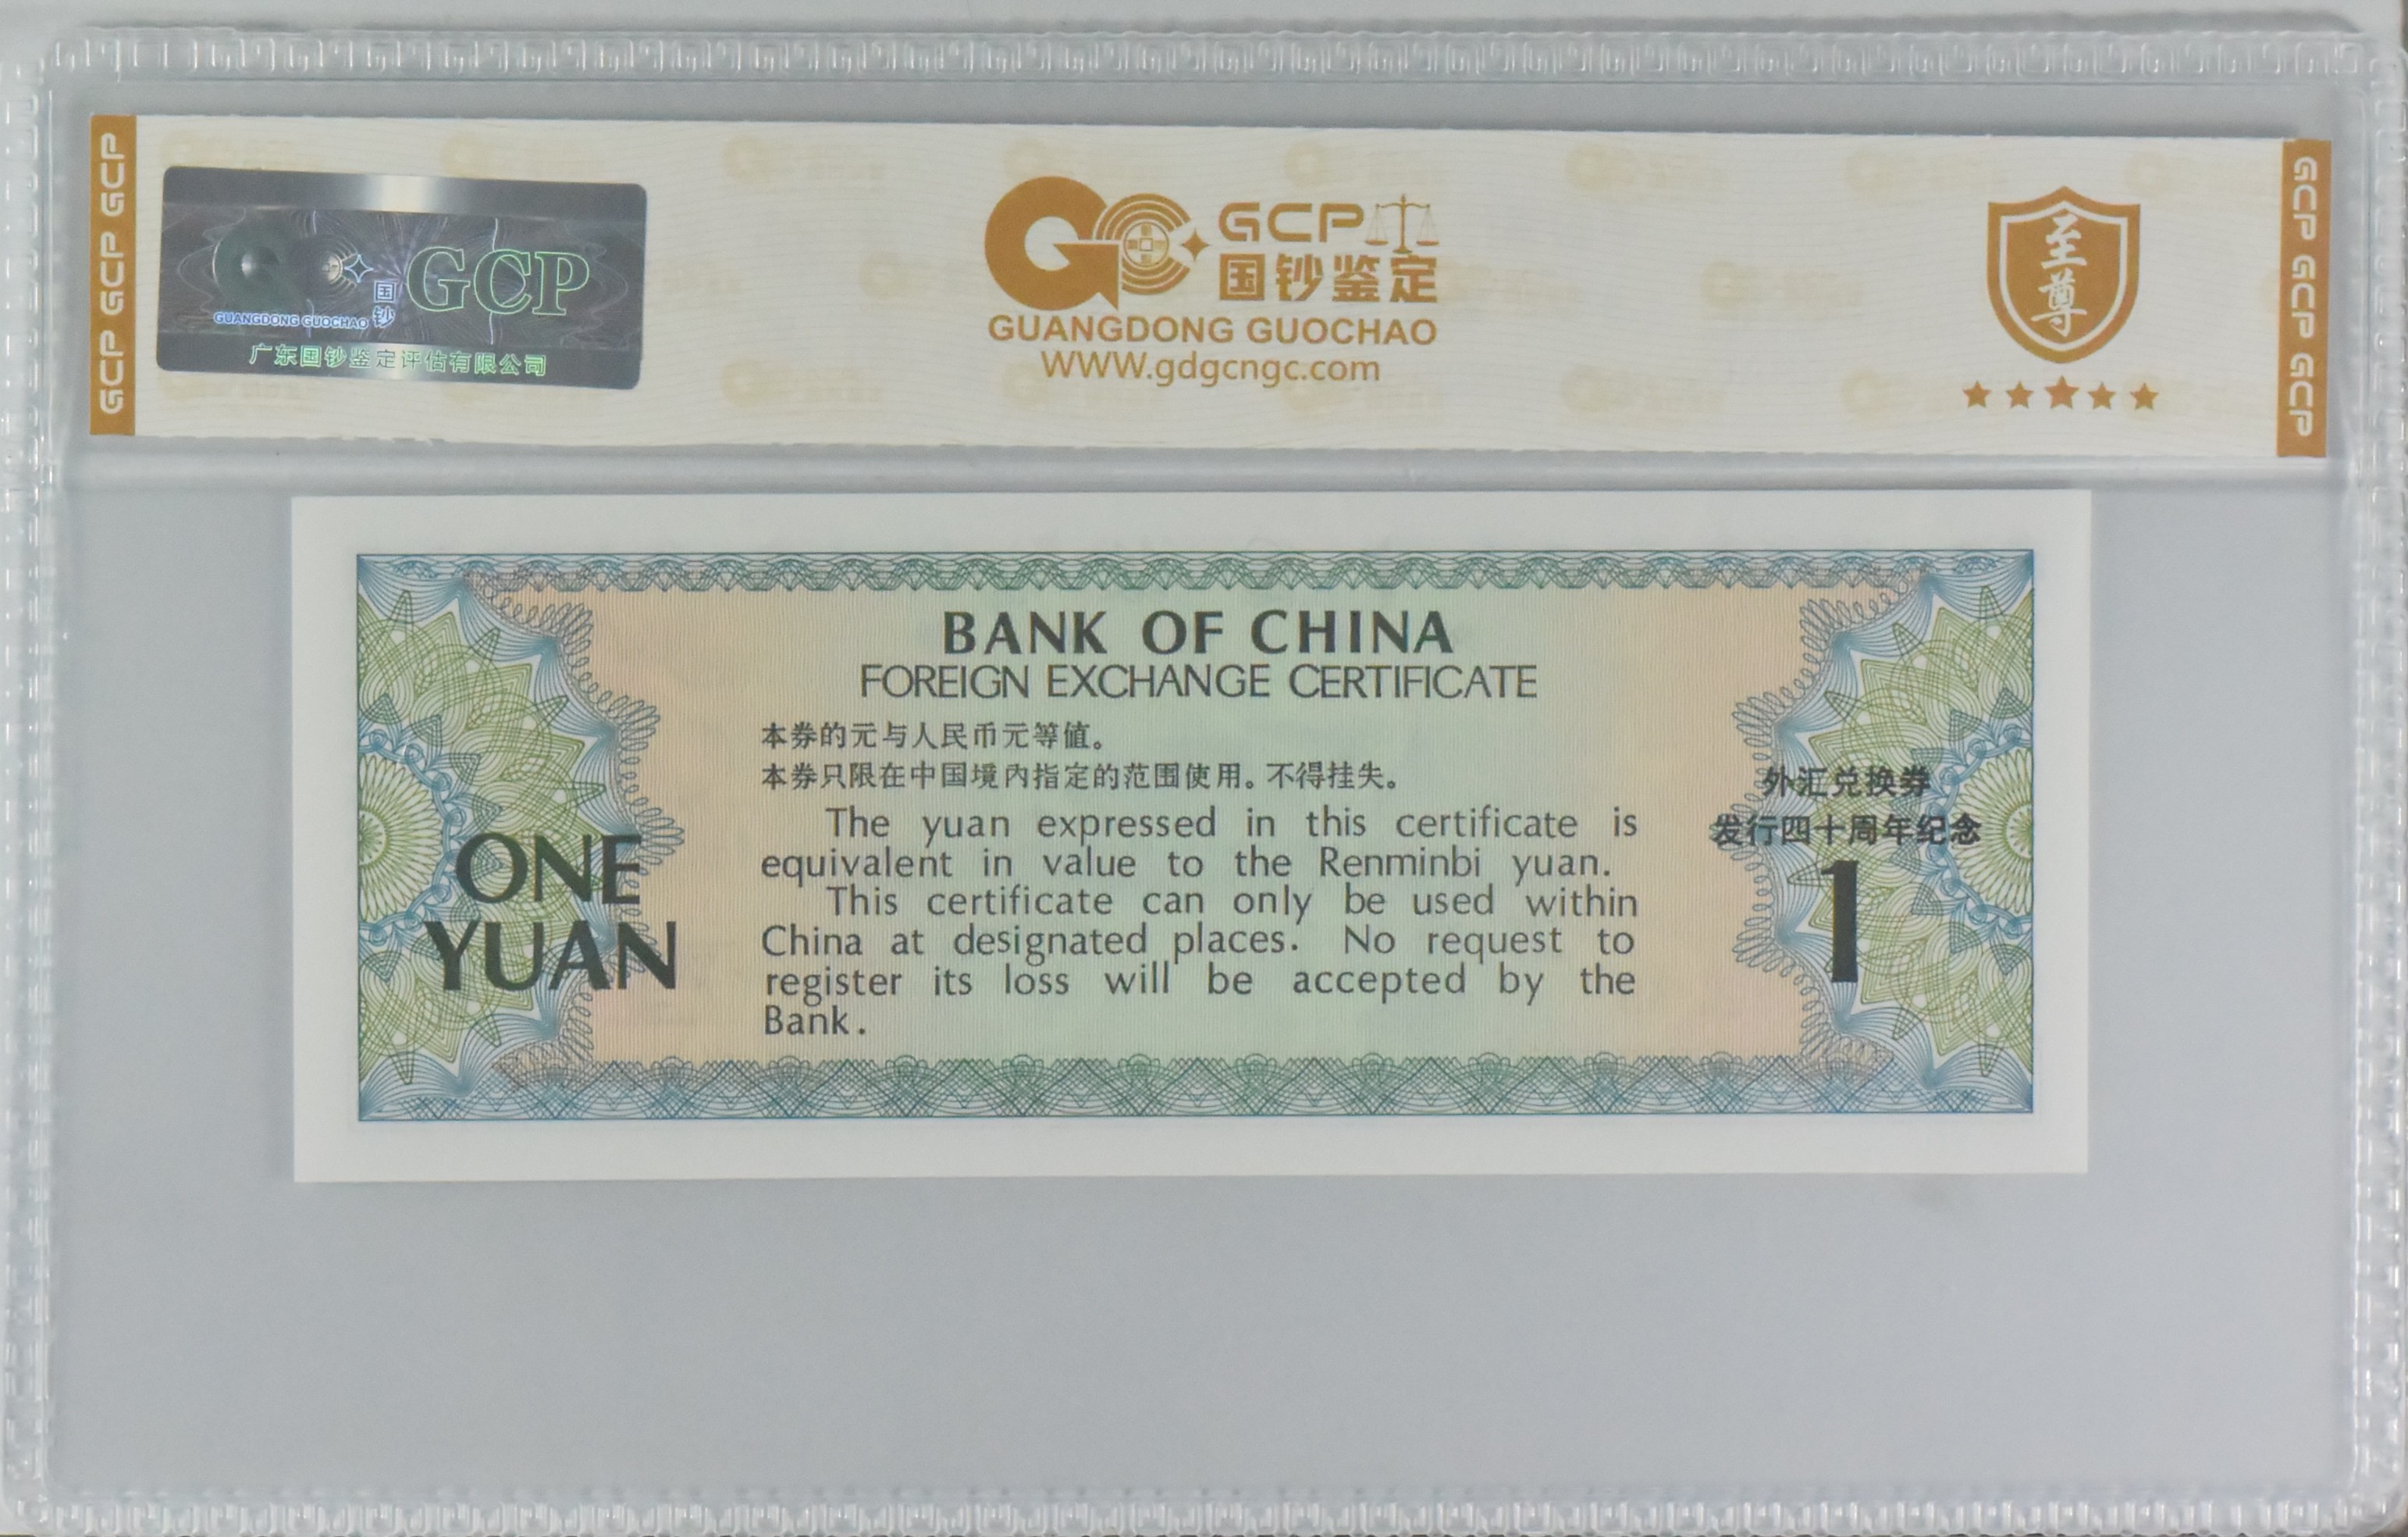 GCP GCP GCP
国
钞
GCP
GUANGDONG GUOCHAO
广东国钞鉴定评估有限公司
GCP
国钞鉴定
GUANGDONG GUOCHAO
WWW.gdgcngc.com
至
尊
GCP GCP GCP
BANK OF CHINA
FOREIGN EXCHANGE CERTIFICATE
本券的元与人民币元等值。
本券只限在中国境内指定的范围使用。不得挂失。
The yuan expressed in this certificate is
equivalent in value to the Renminbi yuan.
This certificate can only be used within
China at designated places. No request to
register its loss will be accepted by the
Bank.
ONE
YUAN
外汇兑换券
发行四十周年纪念
1